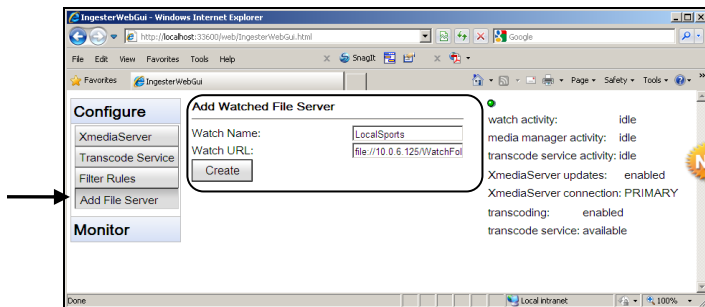 IngesterWebGui - Windows Internet Explorer
http://localhost:33600/web/IngesterWebGui.html
Google
File Edit View Favorites Tools Help
SnagIt
Favorites IngesterWebGui
Page Safety Tools
Configure
XmediaServer
Transcode Service
Filter Rules
Add File Server
Monitor
Add Watched File Server
Watch Name: LocalSports
Watch URL: file://10.0.6.125/WatchFol
Create
watch activity: idle
media manager activity: idle
transcode service activity: idle
XmediaServer updates: enabled
XmediaServer connection: PRIMARY
transcoding: enabled
transcode service: available
N
Done
Local intranet
100%